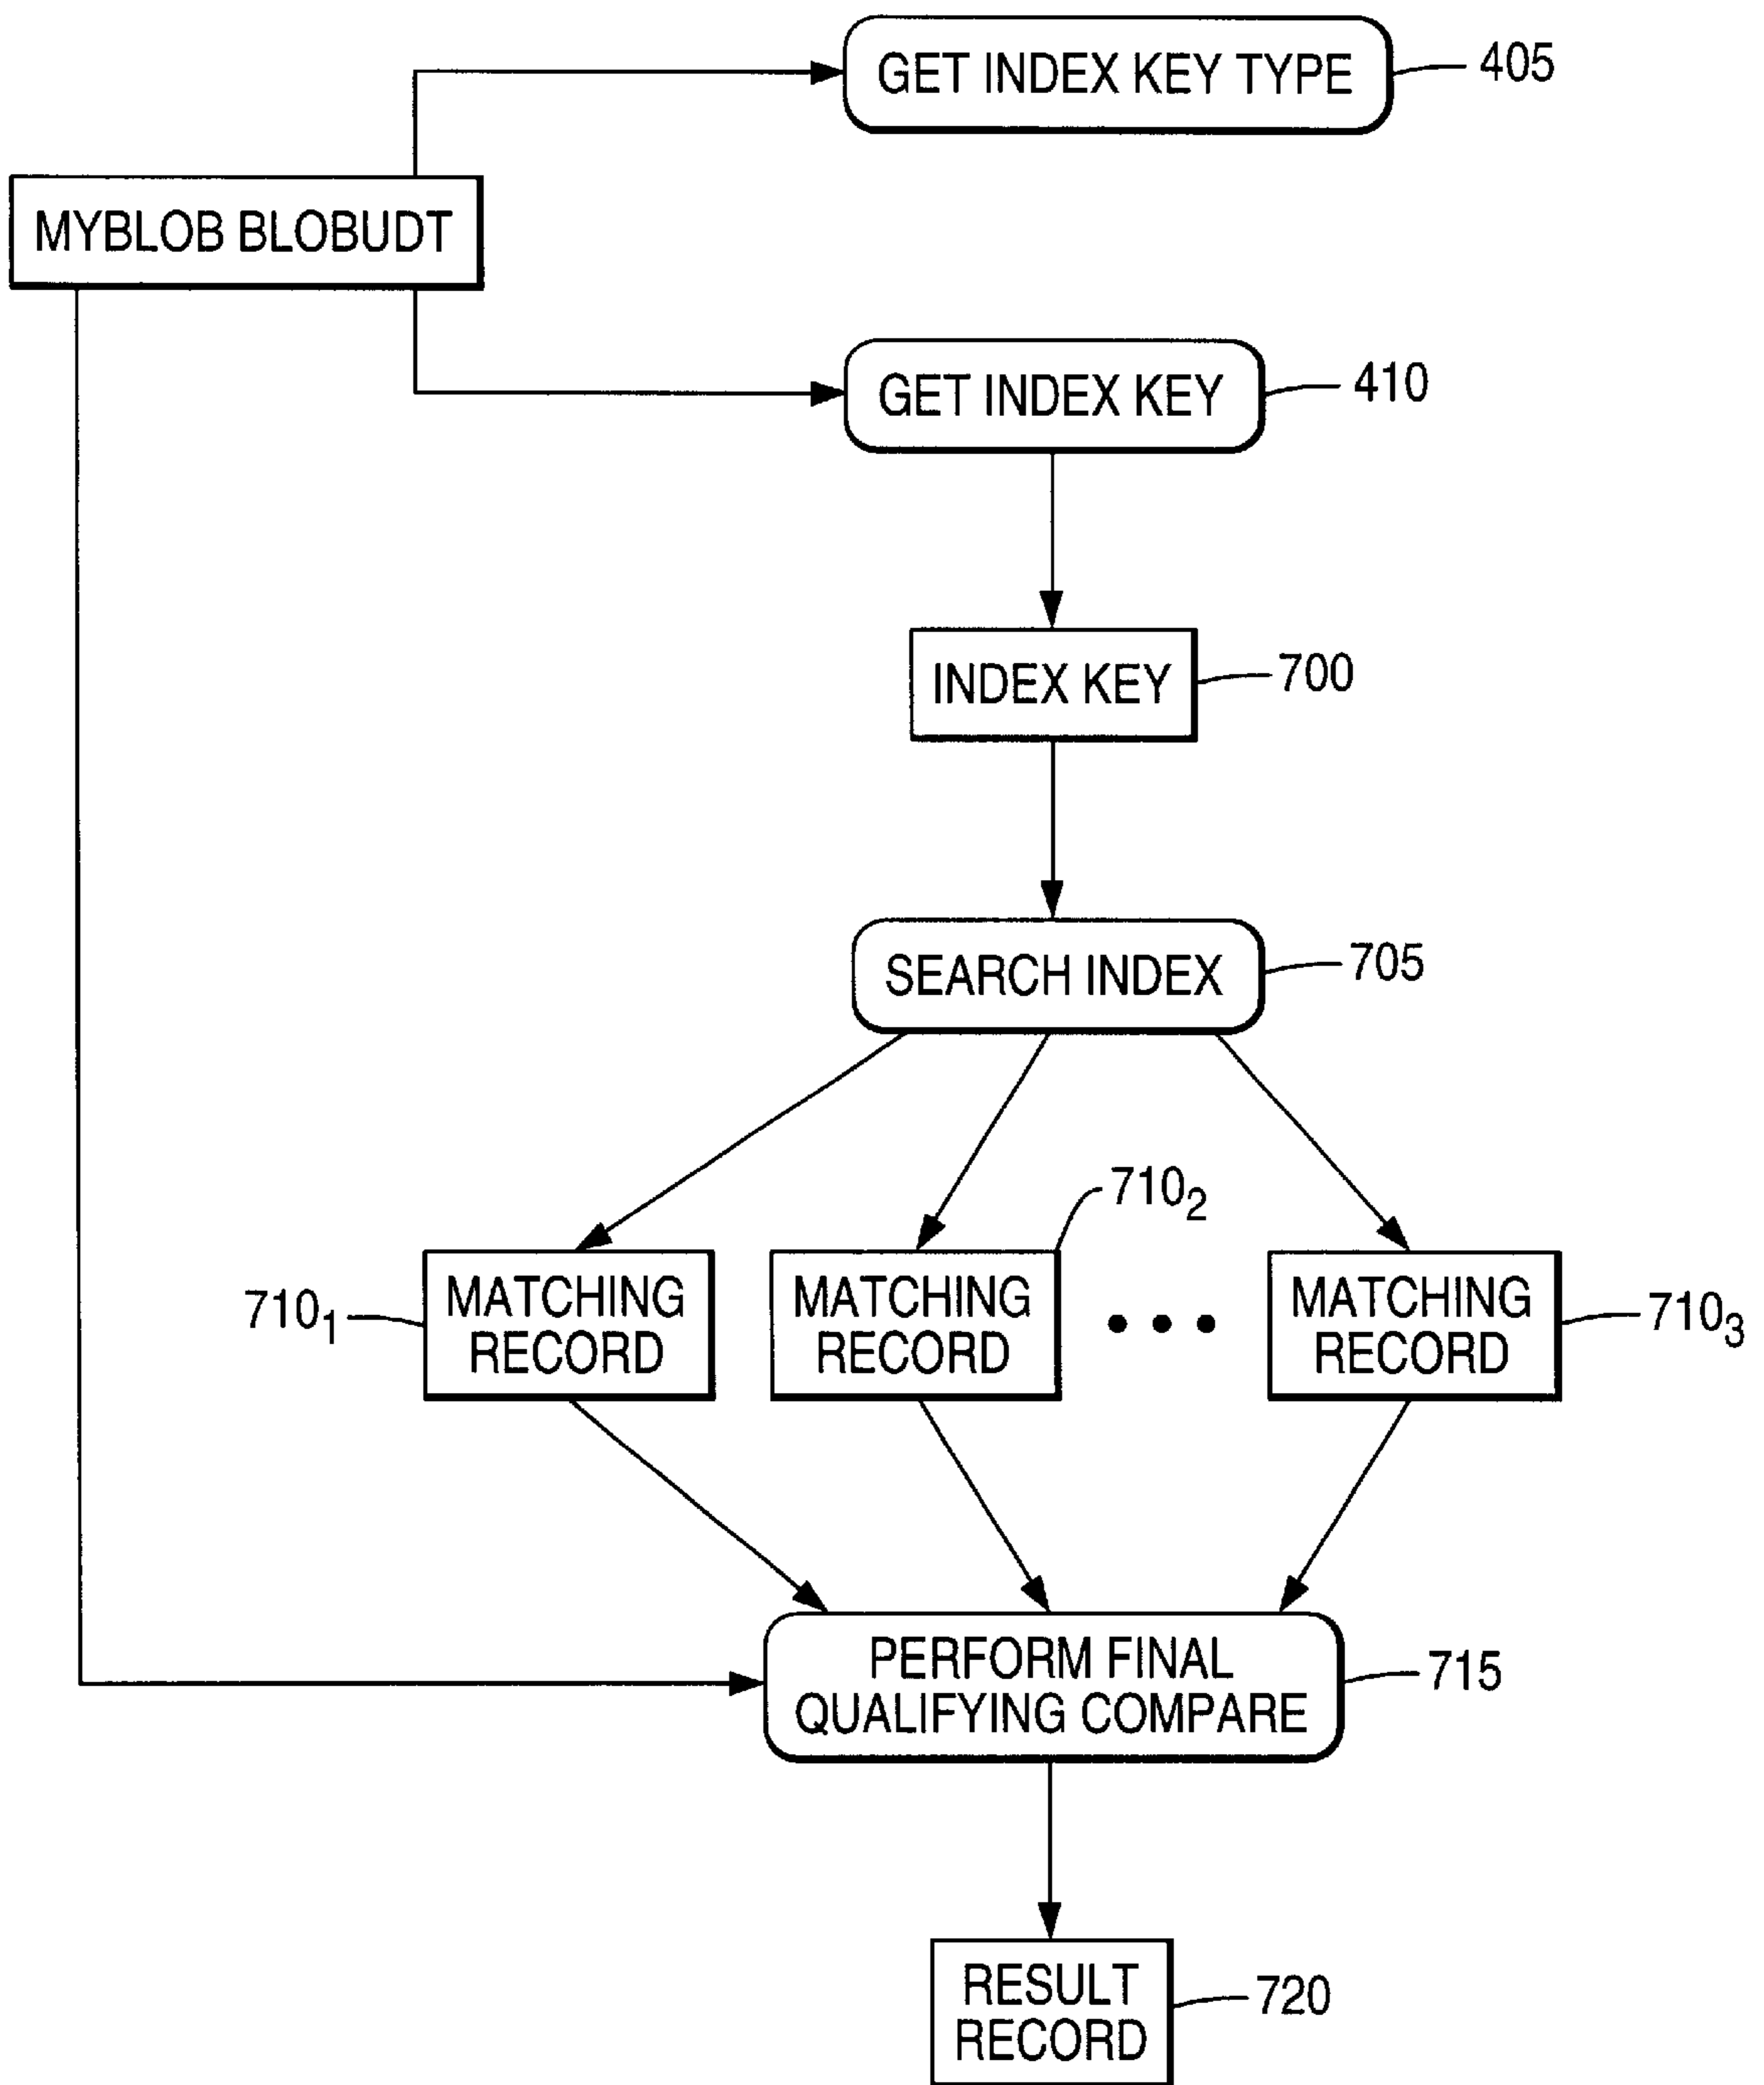 GET INDEX KEY TYPE
405
MYBLOB BLOBUDT
GET INDEX KEY
410
INDEX KEY
700
SEARCH INDEX
705
710₂
710₁
MATCHING
RECORD
MATCHING
RECORD
MATCHING
RECORD
710₃
PERFORM FINAL
QUALIFYING COMPARE
715
RESULT
RECORD
720